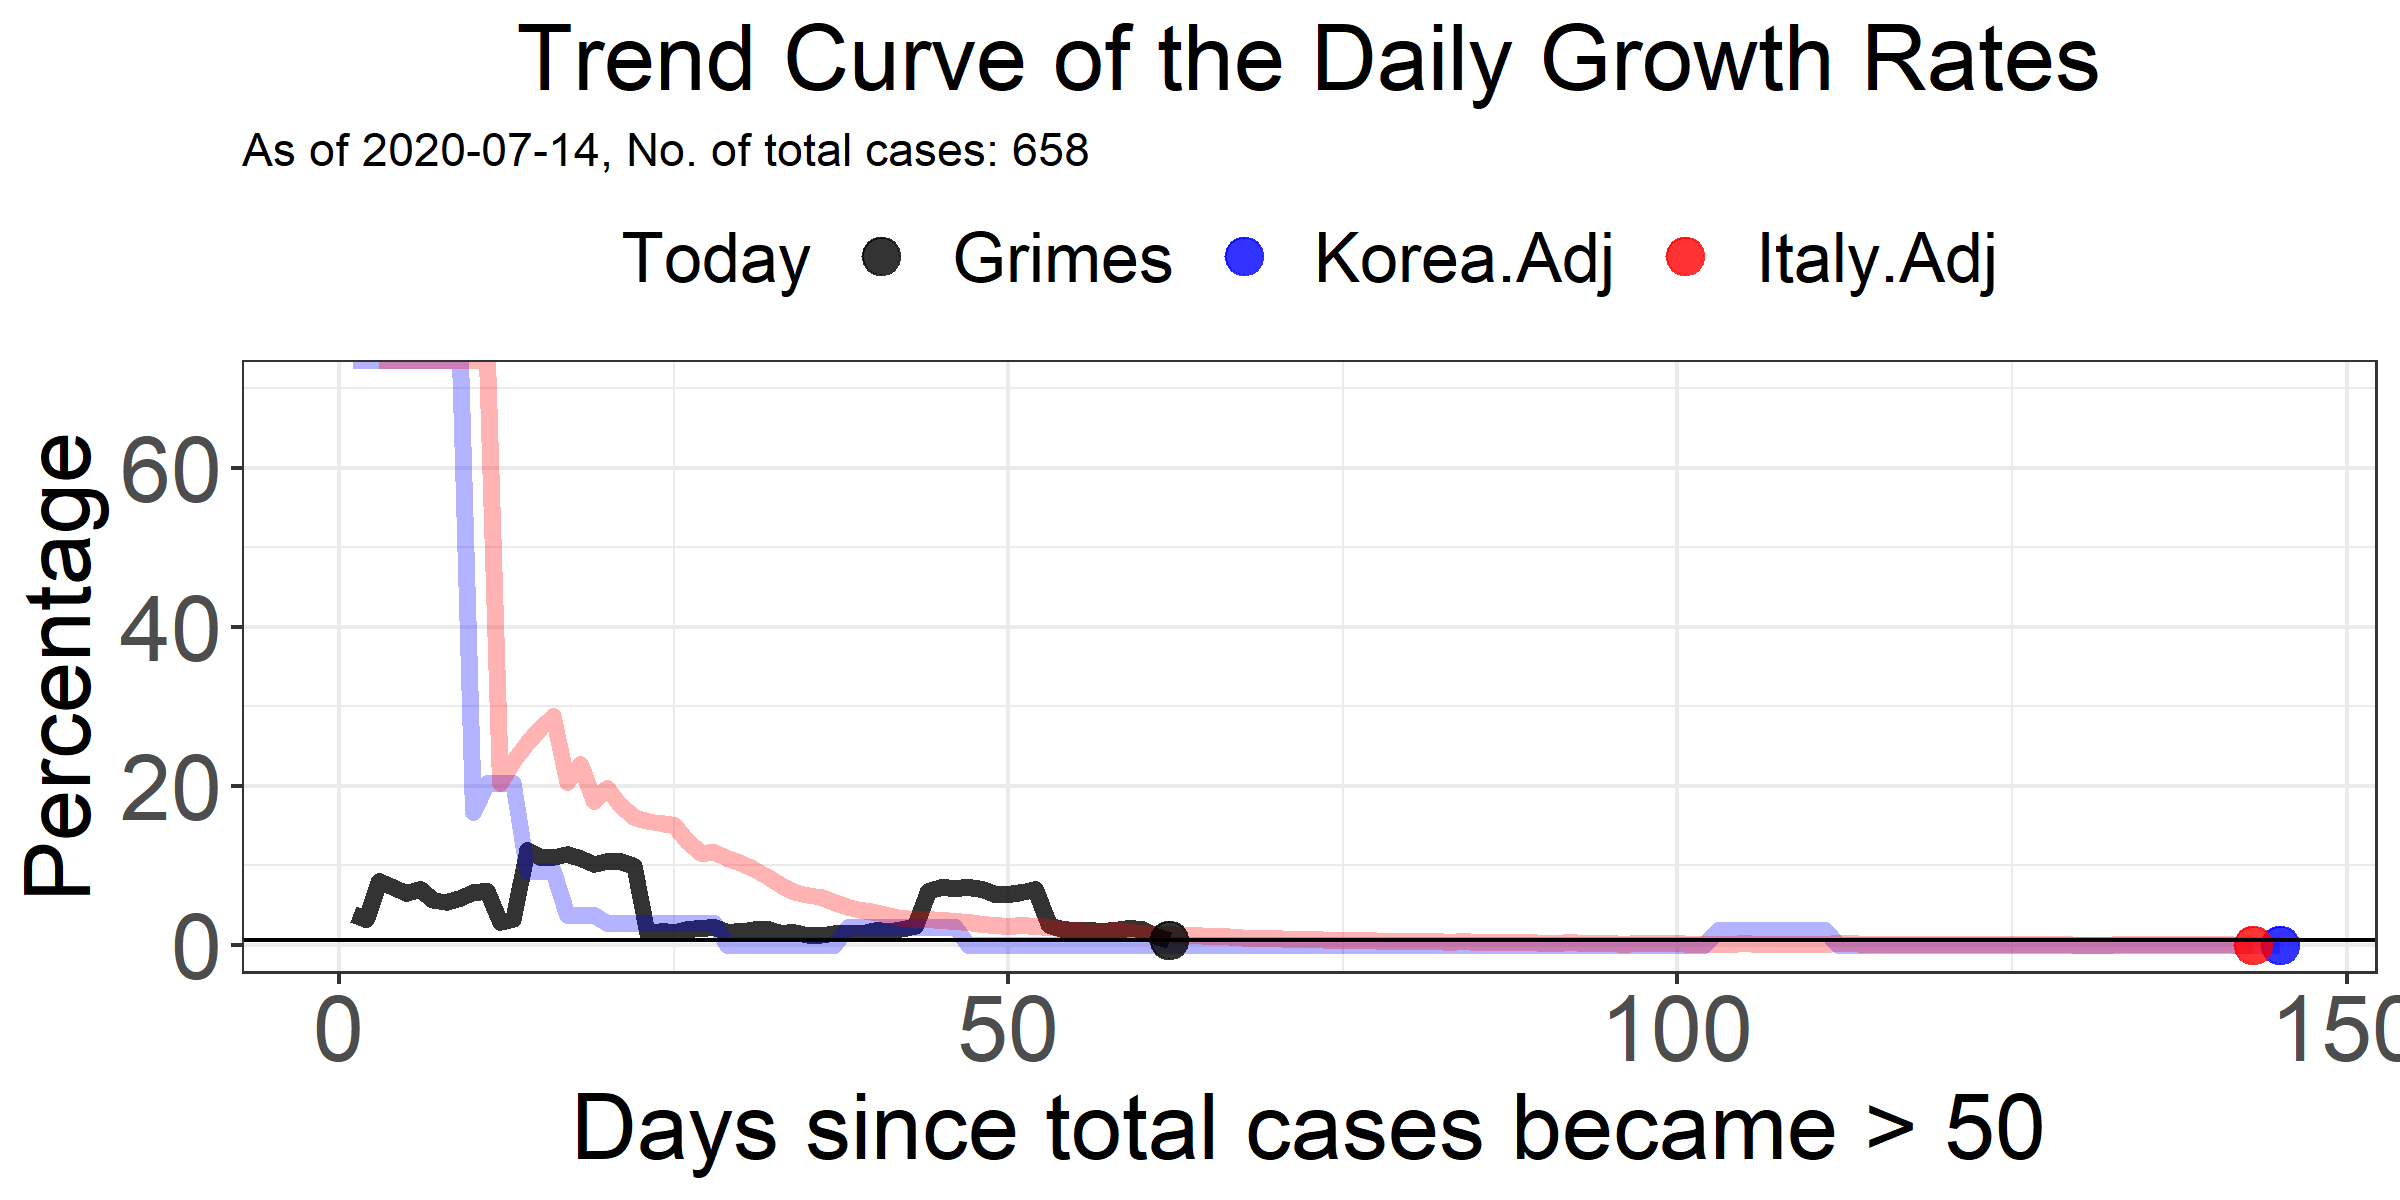 Trend Curve of the Daily Growth Rates
As of 2020-07-14, No. of total cases: 658
Today Grimes Korea.Adj Italy.Adj
Percentage
60
40
20
0
0 50 100 150
Days since total cases became > 50